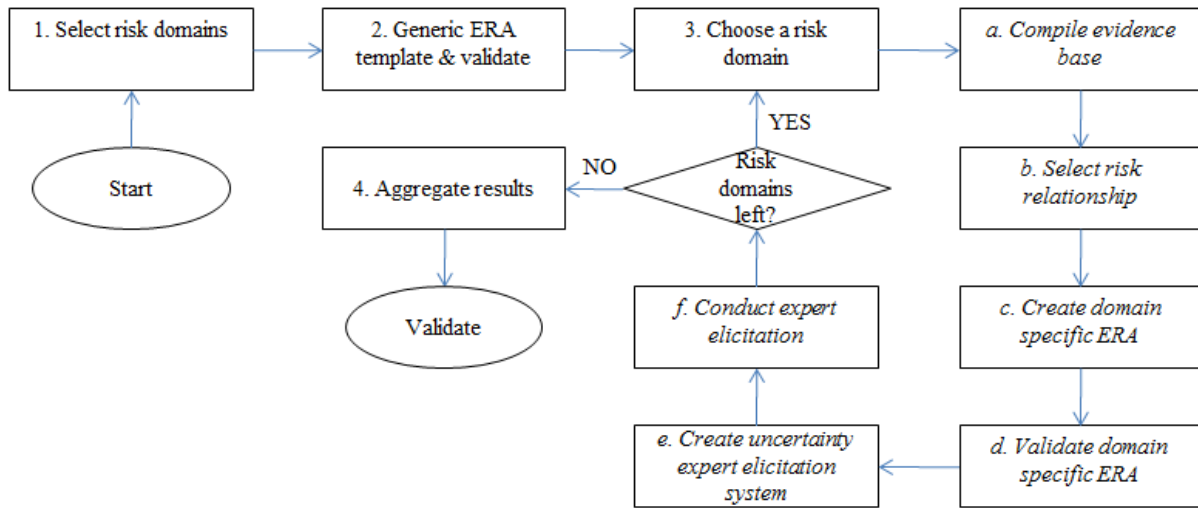 1. Select risk domains
2. Generic ERA
template & validate
3. Choose a risk
domain
a. Compile evidence
base
YES
Start
4. Aggregate results
NO
Risk
domains
left?
b. Select risk
relationship
Validate
f. Conduct expert
elicitation
c. Create domain
specific ERA
e. Create uncertainty
expert elicitation
system
d. Validate domain
specific ERA